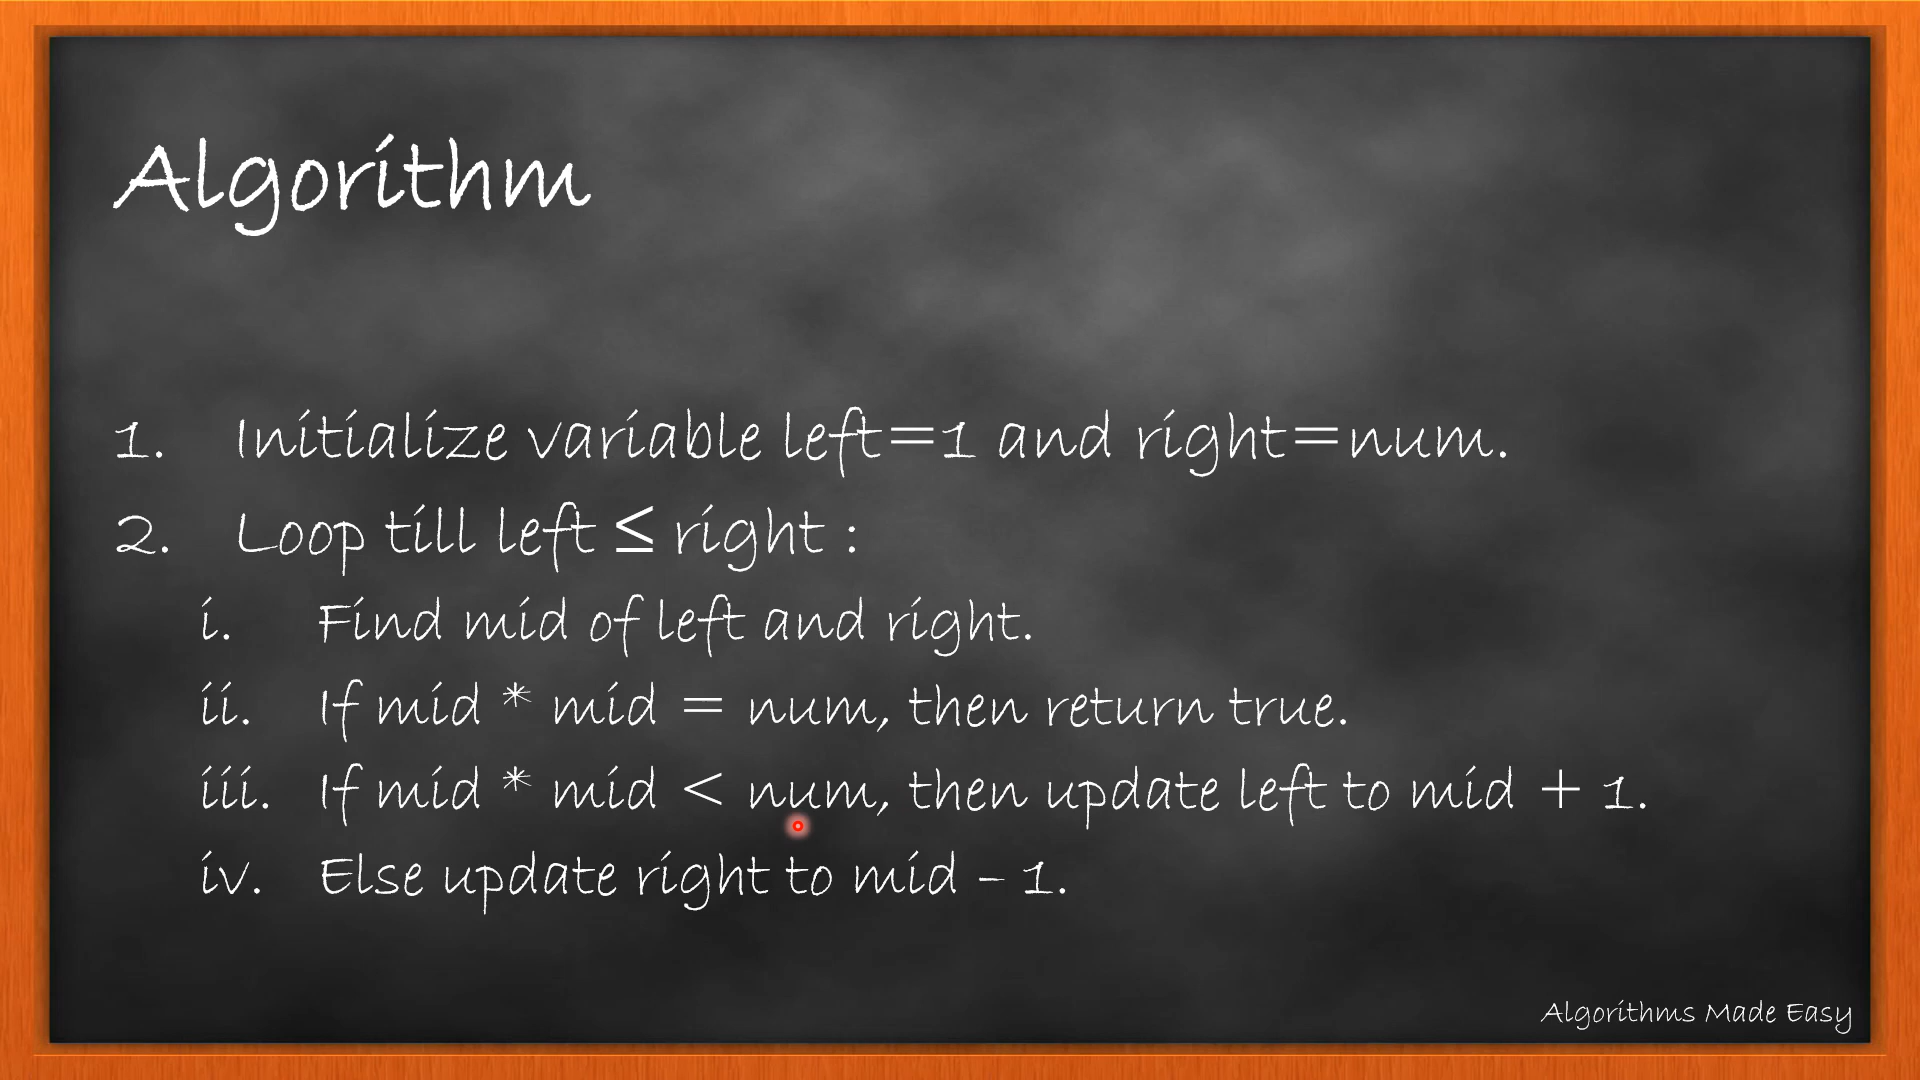 Algorithm
1. Initialize variable left=1 and right=num.
2. Loop till left ≤ right :
i. Find mid of left and right.
ii. If mid * mid = num, then return true.
iii. If mid * mid < num, then update left to mid + 1.
iv. Else update right to mid – 1.
Algorithms Made Easy